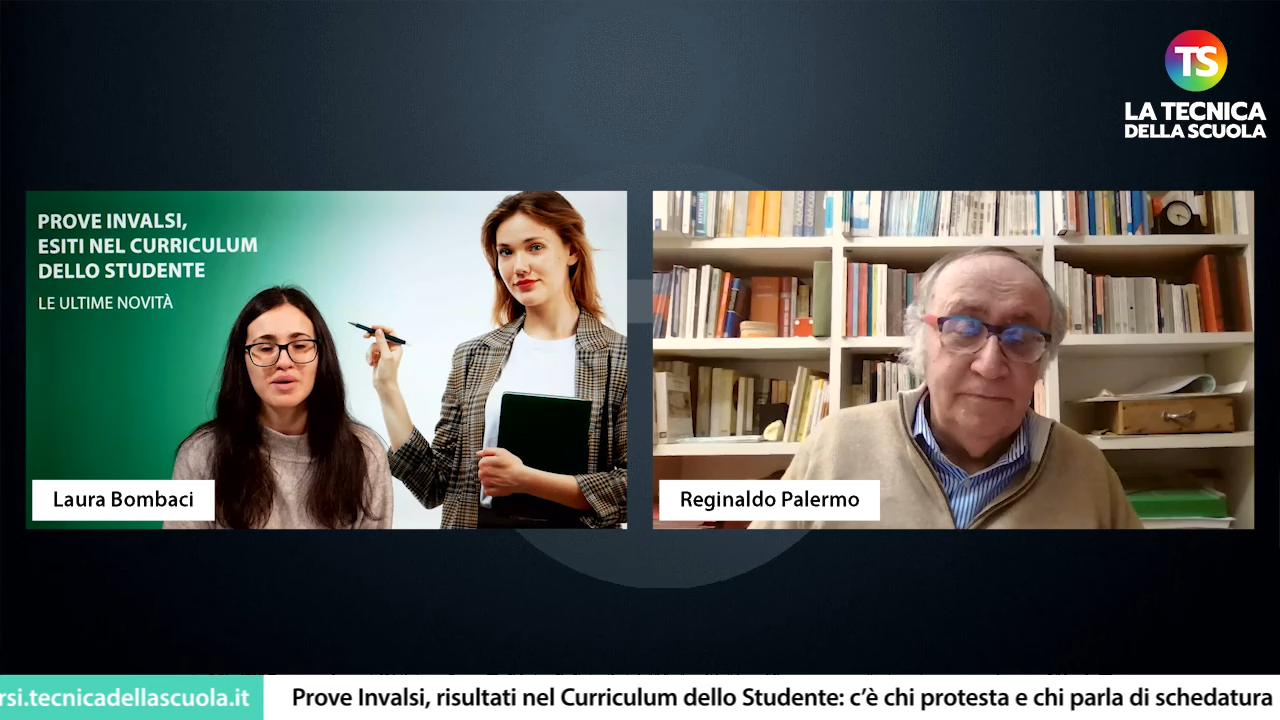 TS
LA TECNICA
DELLA SCUOLA
PROVE INVALSI,
ESITI NEL CURRICULUM
DELLO STUDENTE
LE ULTIME NOVITÀ
Laura Bombaci
Reginaldo Palermo
rsi.tecnicadellascuola.it
Prove Invalsi, risultati nel Curriculum dello Studente: c'è chi protesta e chi parla di schedatura